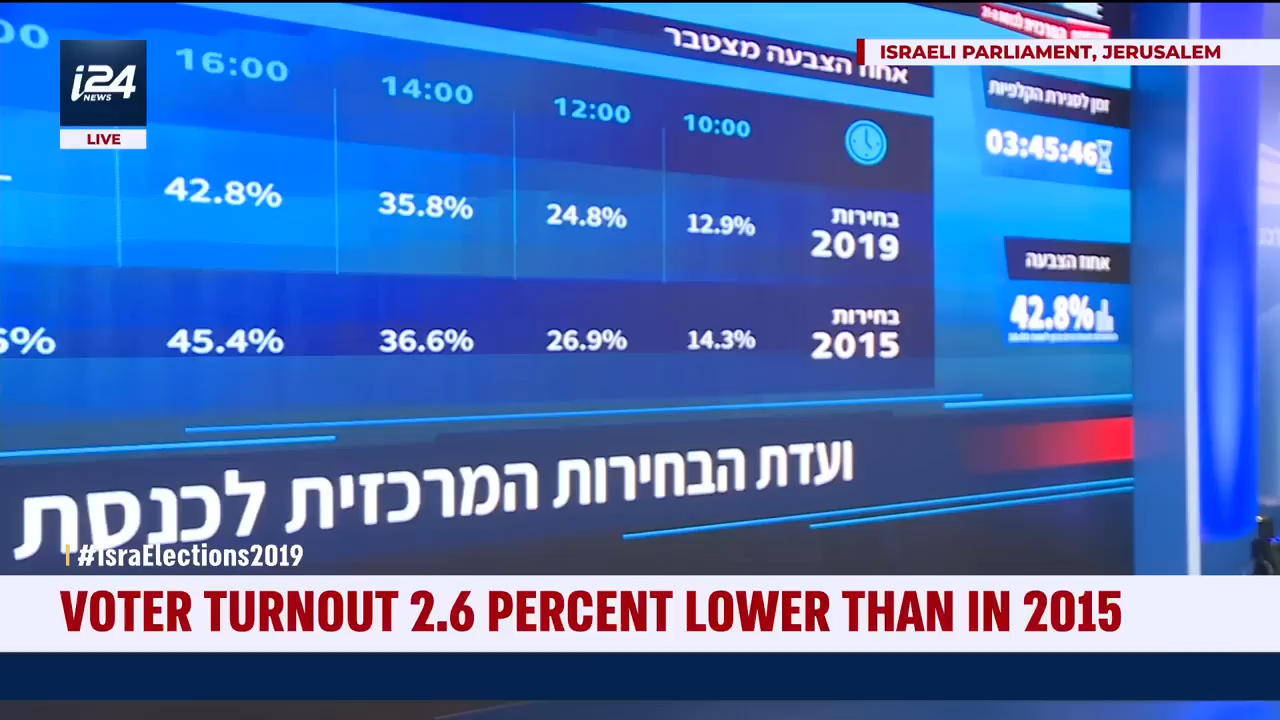 i24
NEWS
LIVE
ISRAELI PARLIAMENT, JERUSALEM
אחוז הצבעה מצטבר
10:00 12:00 14:00 16:00
בחירות
2019 12.9% 24.8% 35.8% 42.8%
בחירות
2015 14.3% 26.9% 36.6% 45.4%
זמן לסגירת הקלפיות
03:45:46
אחוז הצבעה
42.8%
ועדת הבחירות המרכזית לכנסת
#IsraElections2019
VOTER TURNOUT 2.6 PERCENT LOWER THAN IN 2015